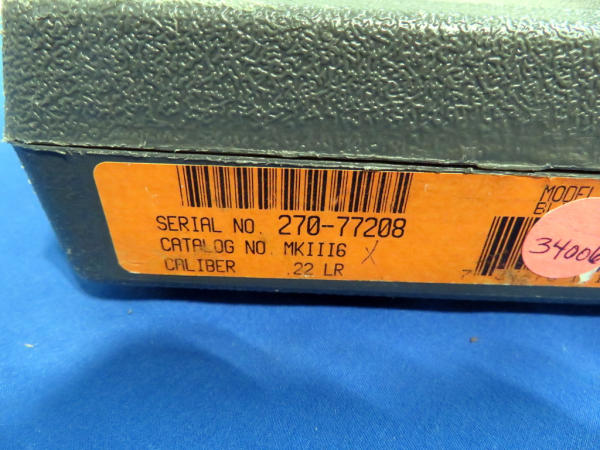 SERIAL NO. 270-77208
CATALOG NO. MKIII6 X
CALIBER .22 LR
MODEL
34006